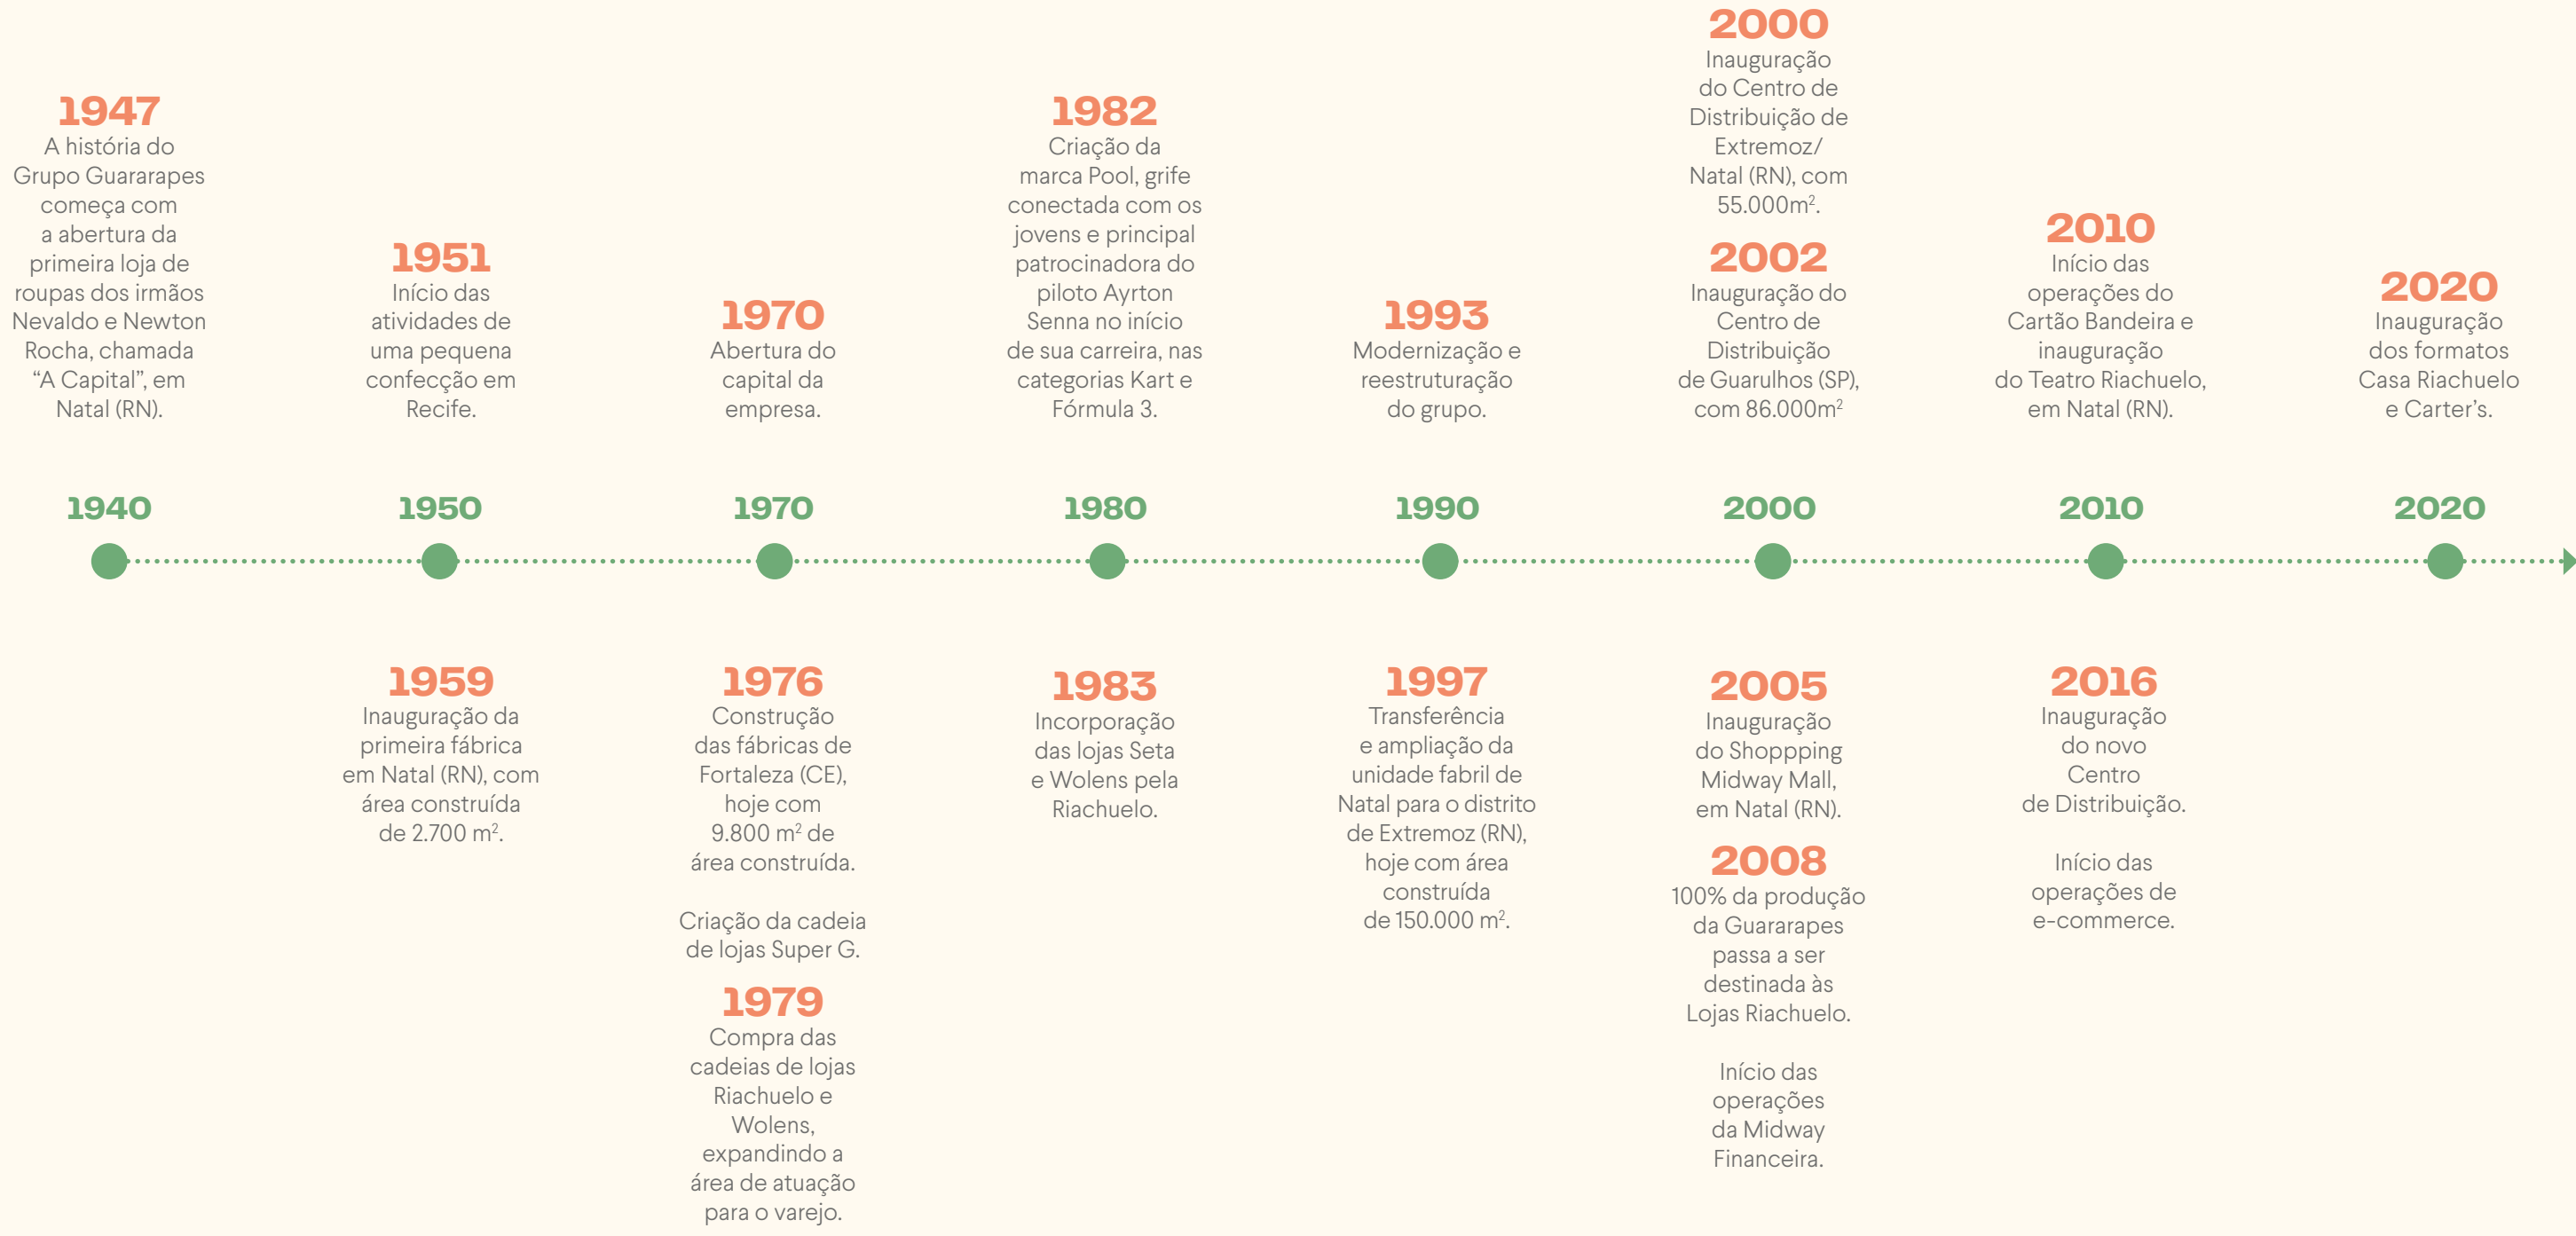 1947
A história do
Grupo Guararapes
começa com
a abertura da
primeira loja de
roupas dos irmãos
Nevaldo e Newton
Rocha, chamada
“A Capital”, em
Natal (RN).
1951
Início das
atividades de
uma pequena
confecção em
Recife.
1970
Abertura do
capital da
empresa.
1982
Criação da
marca Pool, grife
conectada com os
jovens e principal
patrocinadora do
piloto Ayrton
Senna no início
de sua carreira, nas
categorias Kart e
Fórmula 3.
1993
Modernização e
reestruturação
do grupo.
2000
Inauguração
do Centro de
Distribuição de
Extremoz/
Natal (RN), com
55.000m².
2002
Inauguração do
Centro de
Distribuição
de Guarulhos (SP),
com 86.000m²
2010
Início das
operações do
Cartão Bandeira e
inauguração
do Teatro Riachuelo,
em Natal (RN).
2020
Inauguração
dos formatos
Casa Riachuelo
e Carter’s.
1940
1950
1970
1980
1990
2000
2010
2020
1959
Inauguração da
primeira fábrica
em Natal (RN), com
área construída
de 2.700 m².
1976
Construção
das fábricas de
Fortaleza (CE),
hoje com
9.800 m² de
área construída.
Criação da cadeia
de lojas Super G.
1979
Compra das
cadeias de lojas
Riachuelo e
Wolens,
expandindo a
área de atuação
para o varejo.
1983
Incorporação
das lojas Seta
e Wolens pela
Riachuelo.
1997
Transferência
e ampliação da
unidade fabril de
Natal para o distrito
de Extremoz (RN),
hoje com área
construída
de 150.000 m².
2005
Inauguração
do Shoppping
Midway Mall,
em Natal (RN).
2008
100% da produção
da Guararapes
passa a ser
destinada às
Lojas Riachuelo.
Início das
operações
da Midway
Financeira.
2016
Inauguração
do novo
Centro
de Distribuição.
Início das
operações de
e-commerce.